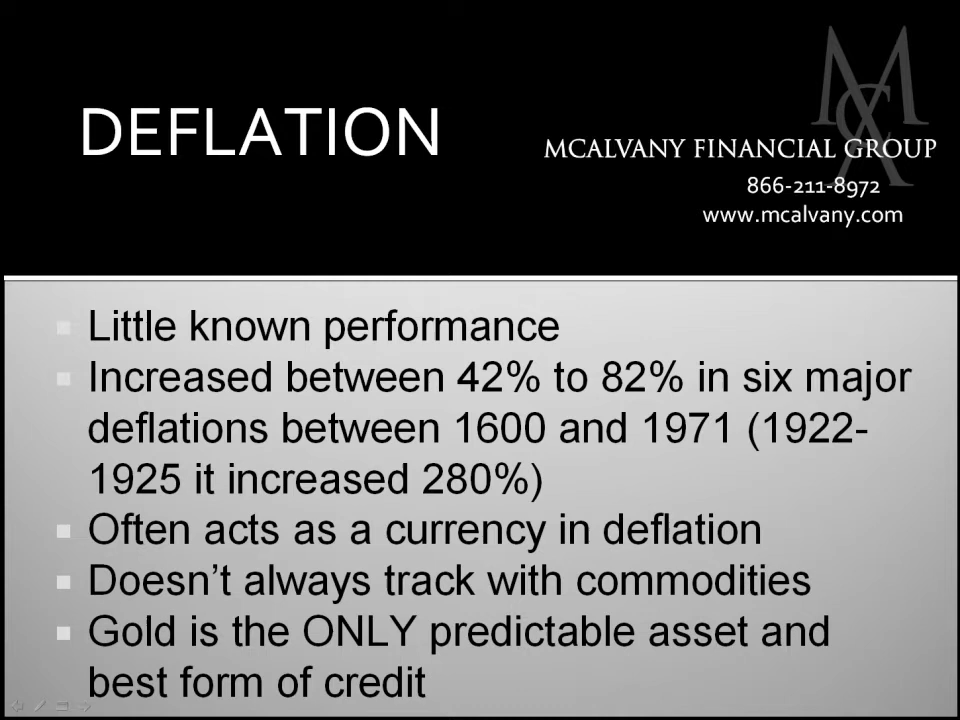 DEFLATION
MCALVANY FINANCIAL GROUP
866-211-8972
www.mcalvany.com
Little known performance
Increased between 42% to 82% in six major
deflations between 1600 and 1971 (1922-
1925 it increased 280%)
Often acts as a currency in deflation
Doesn't always track with commodities
Gold is the ONLY predictable asset and
best form of credit